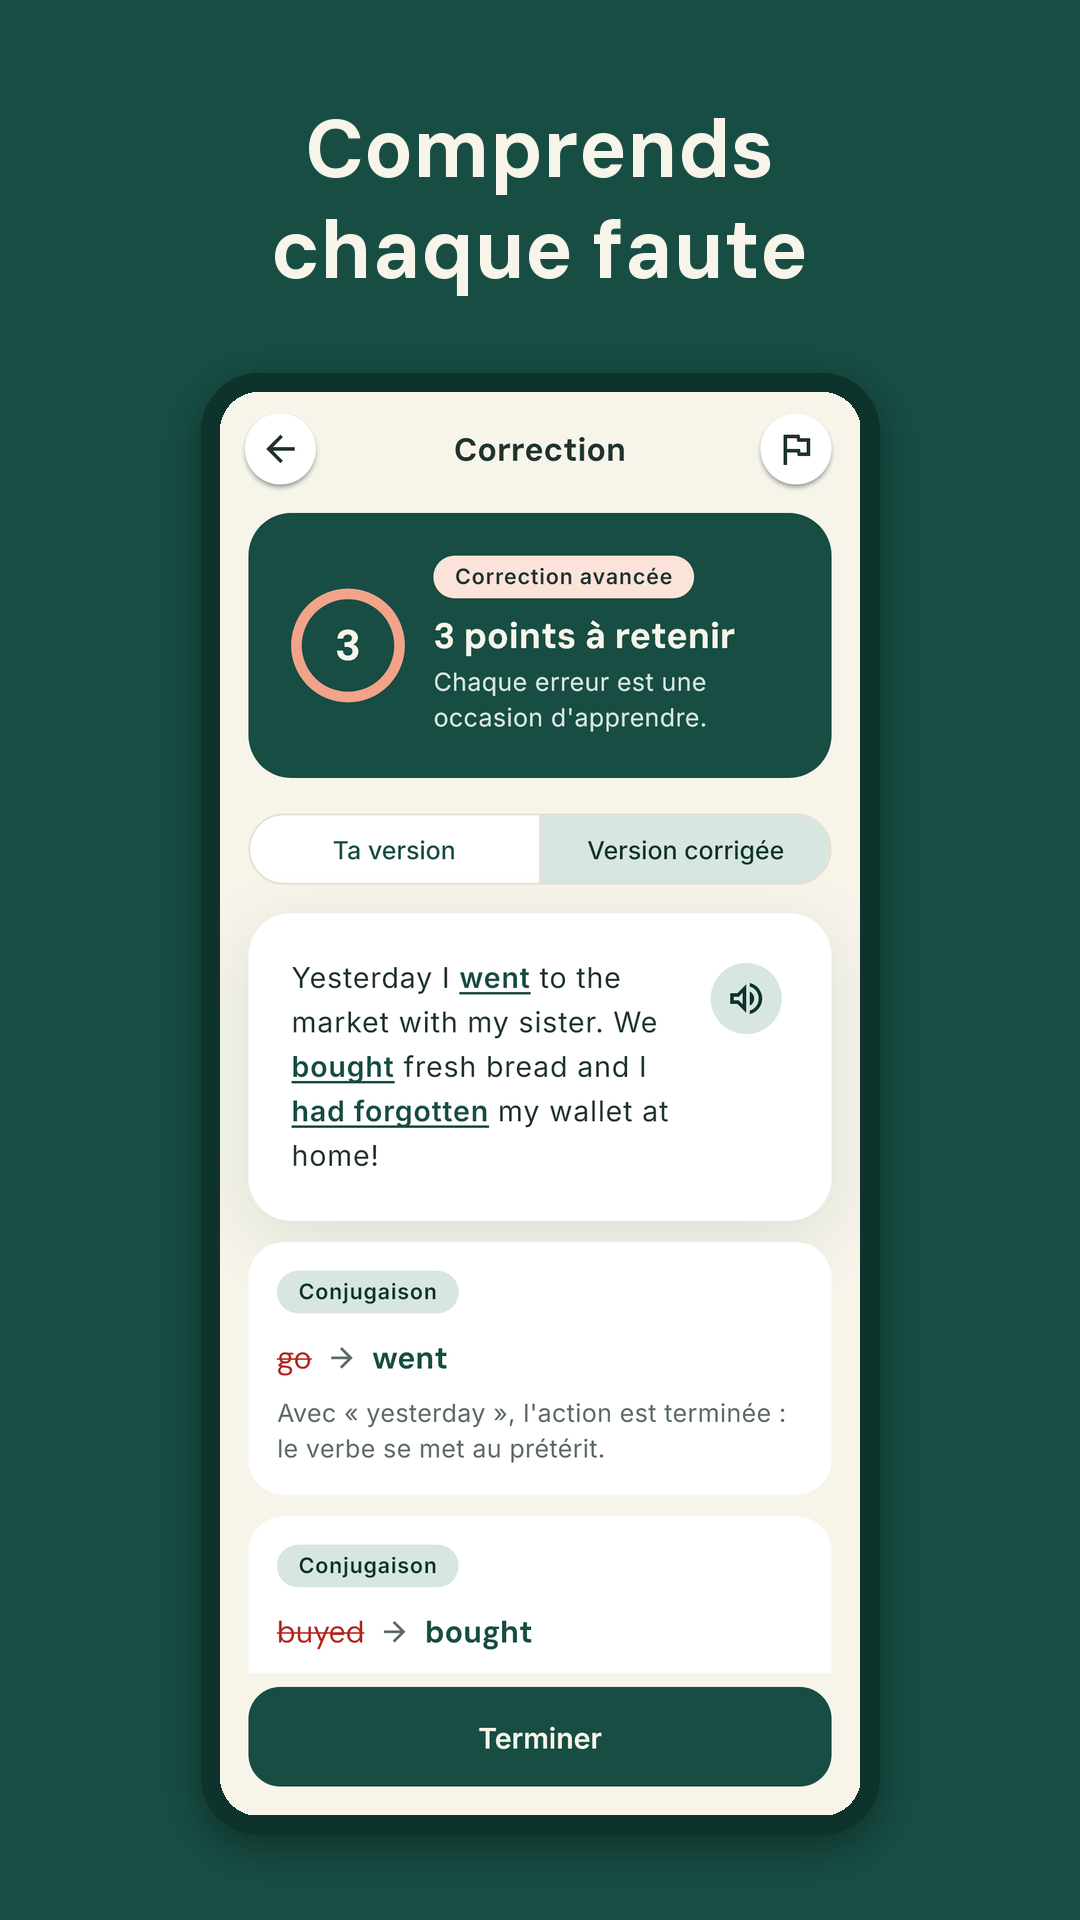 Comprends
chaque faute
Correction
Correction avancée
3
3 points à retenir
Chaque erreur est une
occasion d'apprendre.
Ta version
Version corrigée
Yesterday I went to the
market with my sister. We
bought fresh bread and I
had forgotten my wallet at
home!
Conjugaison
go → went
Avec « yesterday », l'action est terminée :
le verbe se met au prétérit.
Conjugaison
buyed → bought
Terminer